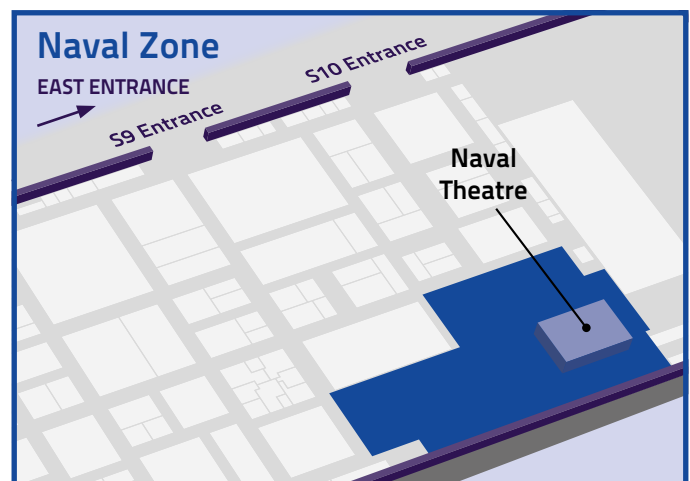 Naval Zone
EAST ENTRANCE
S9 Entrance
S10 Entrance
Naval
Theatre